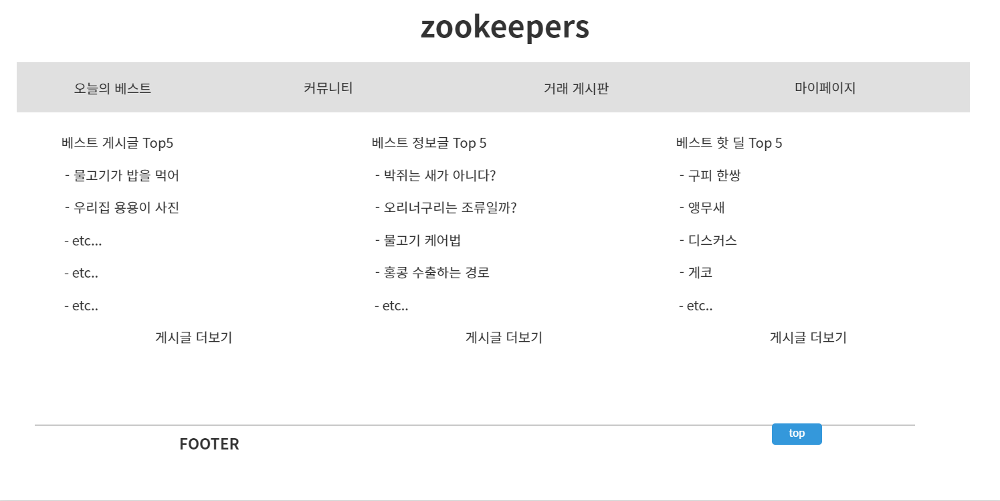 zookeepers
오늘의 베스트 커뮤니티 거래 게시판 마이페이지
베스트 게시글 Top5
- 물고기가 밥을 먹어
- 우리집 용용이 사진
- etc...
- etc..
- etc..
게시글 더보기
베스트 정보글 Top 5
- 박쥐는 새가 아니다?
- 오리너구리는 조류일까?
- 물고기 케어법
- 홍콩 수출하는 경로
- etc..
게시글 더보기
베스트 핫 딜 Top 5
- 구피 한쌍
- 앵무새
- 디스커스
- 게코
- etc..
게시글 더보기
FOOTER
top